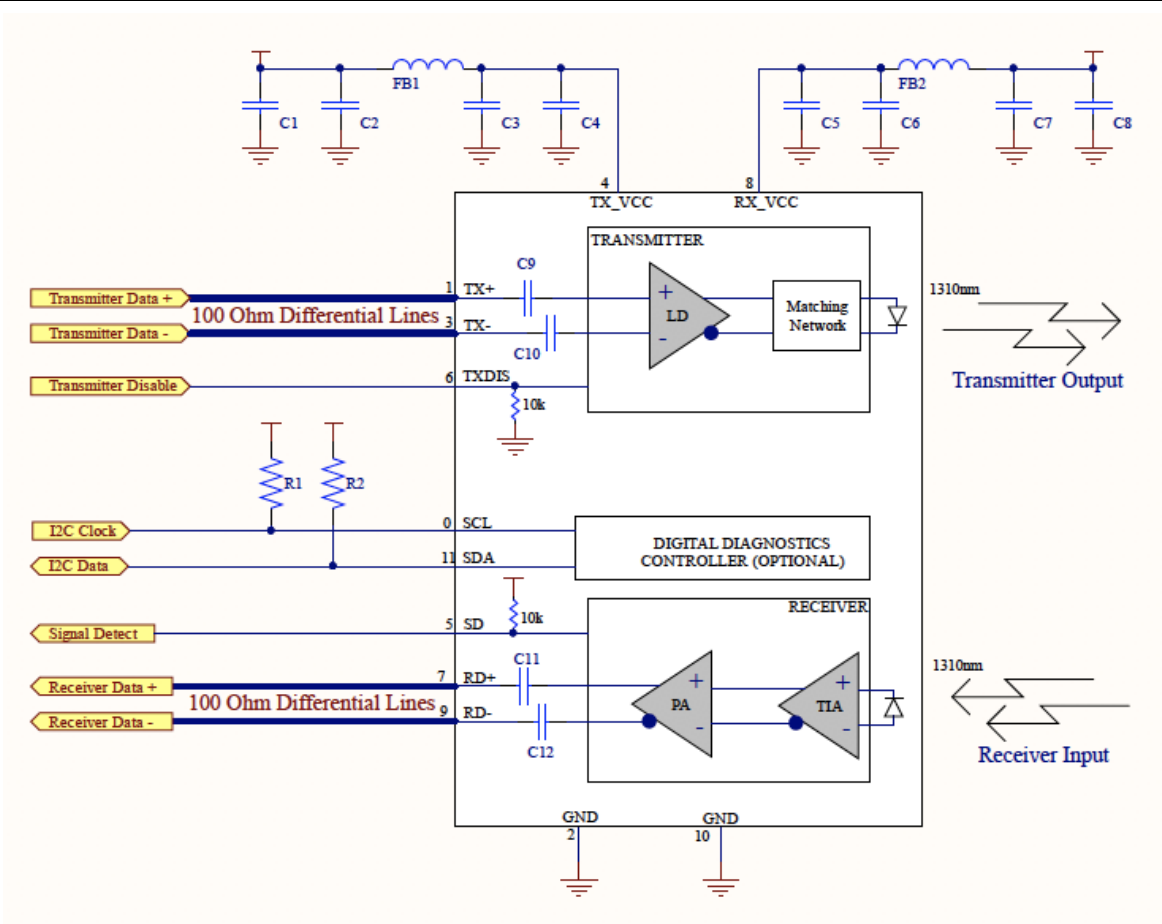 FB1
FB2
C1
C2
C3
C4
C5
C6
C7
C8
4
8
TX_VCC
RX_VCC
TRANSMITTER
C9
Transmitter Data +
1 TX+
100 Ohm Differential Lines
Transmitter Data -
3 TX-
C10
+
LD
-
Matching
Network
1310nm
Transmitter Output
Transmitter Disable
6 TXDIS
10k
R1
R2
I2C Clock
0 SCL
I2C Data
11 SDA
DIGITAL DIAGNOSTICS
CONTROLLER (OPTIONAL)
10k
RECEIVER
Signal Detect
5 SD
C11
Receiver Data +
7 RD+
100 Ohm Differential Lines
Receiver Data -
9 RD-
C12
+
PA
-
+
TIA
-
1310nm
Receiver Input
GND
2
GND
10